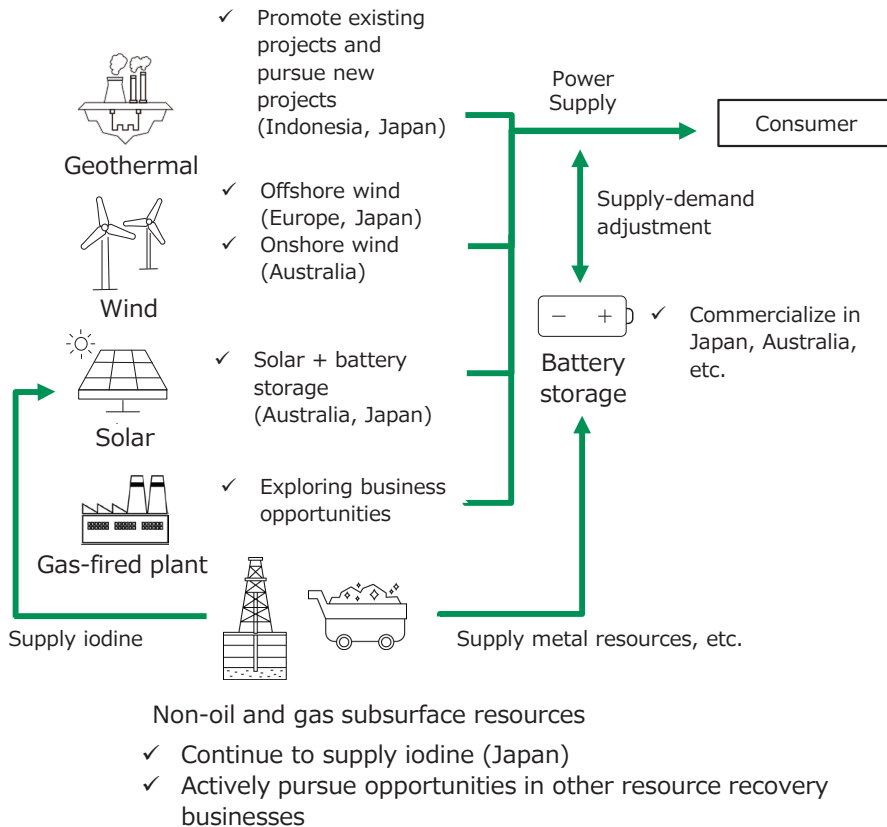 ✓ Promote existing
projects and
pursue new
projects
(Indonesia, Japan)
Geothermal
Power
Supply
Consumer
✓ Offshore wind
(Europe, Japan)
✓ Onshore wind
(Australia)
Wind
Supply-demand
adjustment
− +
Battery
storage
✓ Commercialize in
Japan, Australia,
etc.
✓ Solar + battery
storage
(Australia, Japan)
Solar
✓ Exploring business
opportunities
Gas-fired plant
Supply iodine
Supply metal resources, etc.
Non-oil and gas subsurface resources
✓ Continue to supply iodine (Japan)
✓ Actively pursue opportunities in other resource recovery
businesses